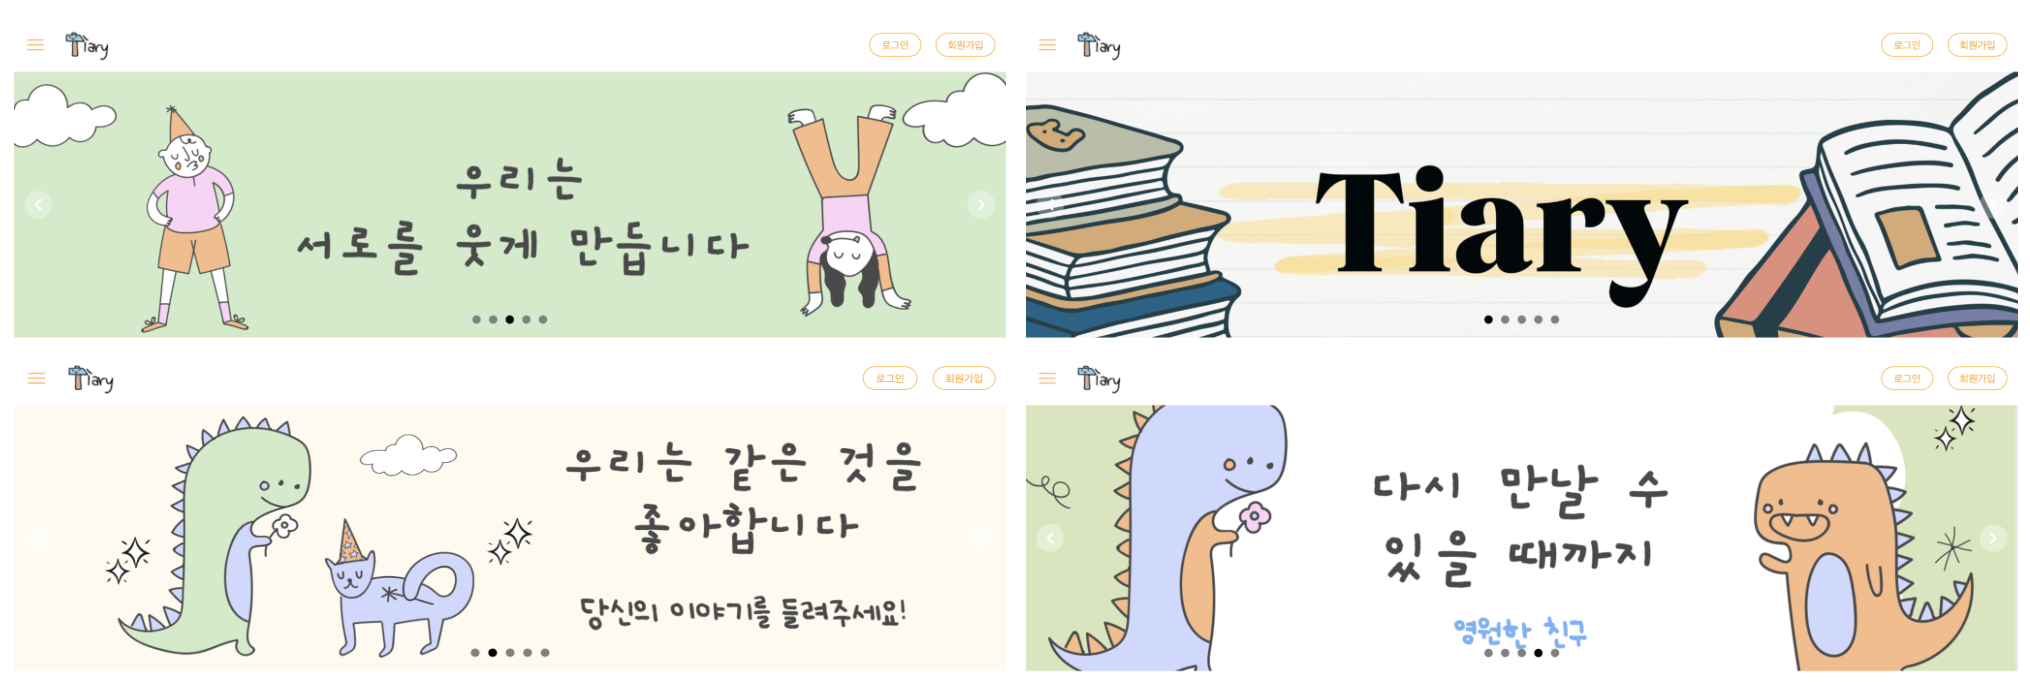 Tiary
로그인
회원가입
우리는
서로를 웃게 만듭니다
Tiary
로그인
회원가입
Tiary
Tiary
로그인
회원가입
우리는 같은 것을
좋아합니다
당신의 이야기를 들려주세요!
Tiary
로그인
회원가입
다시 만날 수
있을 때까지
영원한 친구